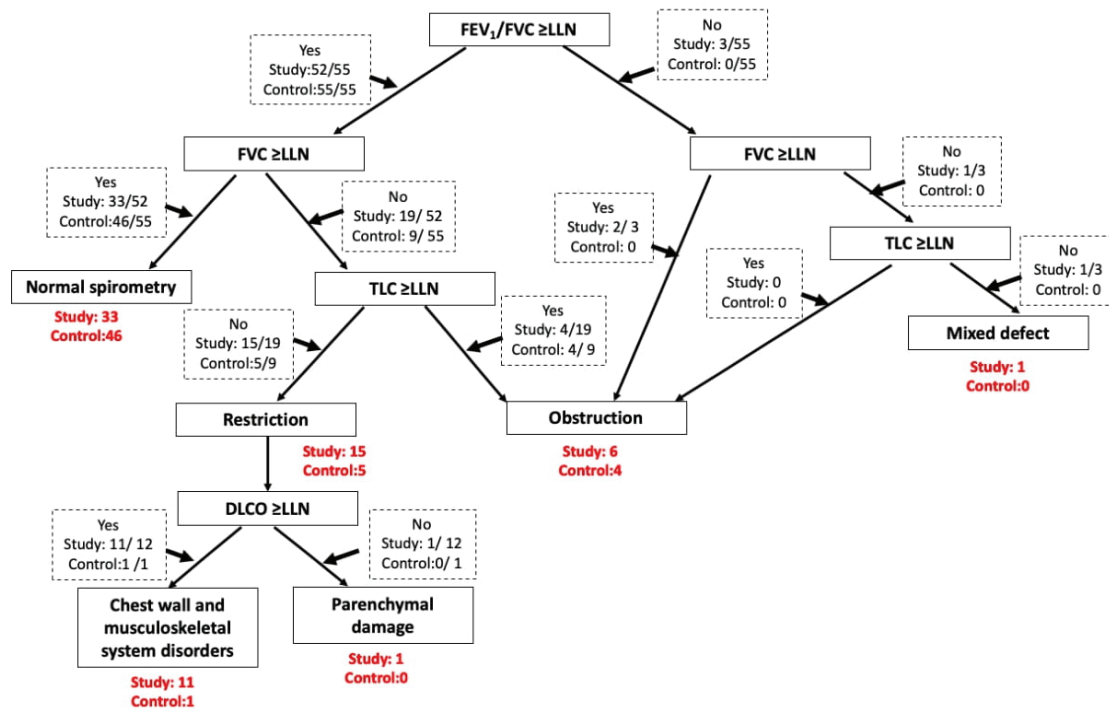 FEV₁/FVC ≥LLN
Yes
Study:52/55
Control:55/55
No
Study: 3/55
Control: 0/55
FVC ≥LLN
FVC ≥LLN
Yes
Study: 33/52
Control:46/55
No
Study: 19/ 52
Control: 9/ 55
Yes
Study: 2/ 3
Control: 0
No
Study: 1/3
Control: 0
Normal spirometry
Study: 33
Control:46
TLC ≥LLN
TLC ≥LLN
No
Study: 15/19
Control:5/9
Yes
Study: 4/19
Control: 4/ 9
Yes
Study: 0
Control: 0
No
Study: 1/3
Control: 0
Mixed defect
Study: 1
Control:0
Restriction
Study: 15
Control:5
Obstruction
Study: 6
Control:4
DLCO ≥LLN
Yes
Study: 11/ 12
Control:1 /1
No
Study: 1/ 12
Control:0/ 1
Chest wall and
musculoskeletal
system disorders
Study: 11
Control:1
Parenchymal
damage
Study: 1
Control:0